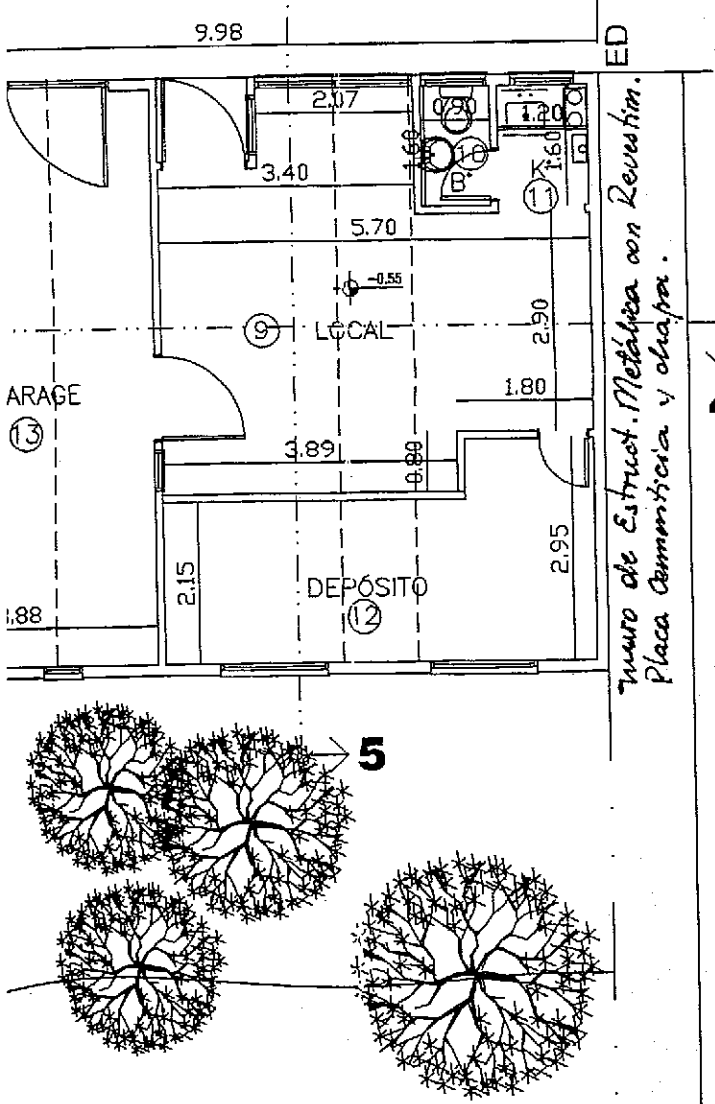 9.98
ED
2.07
0.90
1.20
1.60
10
B.
K
1.60
11
3.40
5.70
-0.55
9
LOCAL
2.90
ARAGE
13
1.80
3.89
0.80
2.15
DEPÓSITO
12
2.95
,88
5
muro de Estruct. Metálica con Revestim.
Placa Cementicia y chapa.